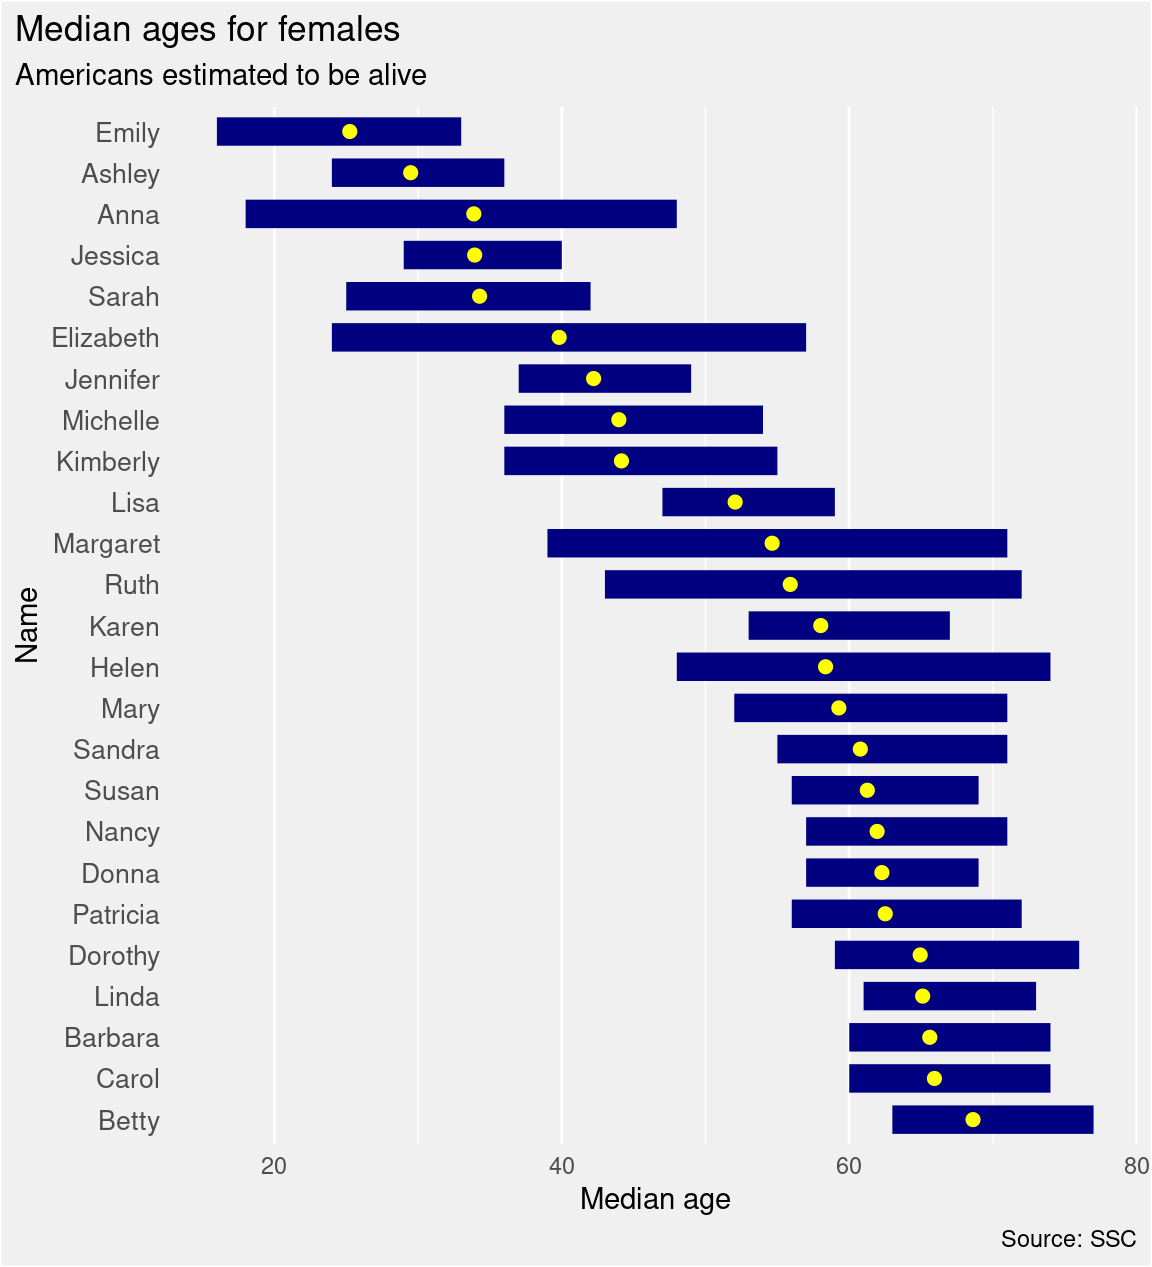 Median ages for females
Americans estimated to be alive
Emily
Ashley
Anna
Jessica
Sarah
Elizabeth
Jennifer
Michelle
Kimberly
Lisa
Margaret
Ruth
Karen
Helen
Mary
Sandra
Susan
Nancy
Donna
Patricia
Dorothy
Linda
Barbara
Carol
Betty
Name
20 40 60 80
Median age
Source: SSC